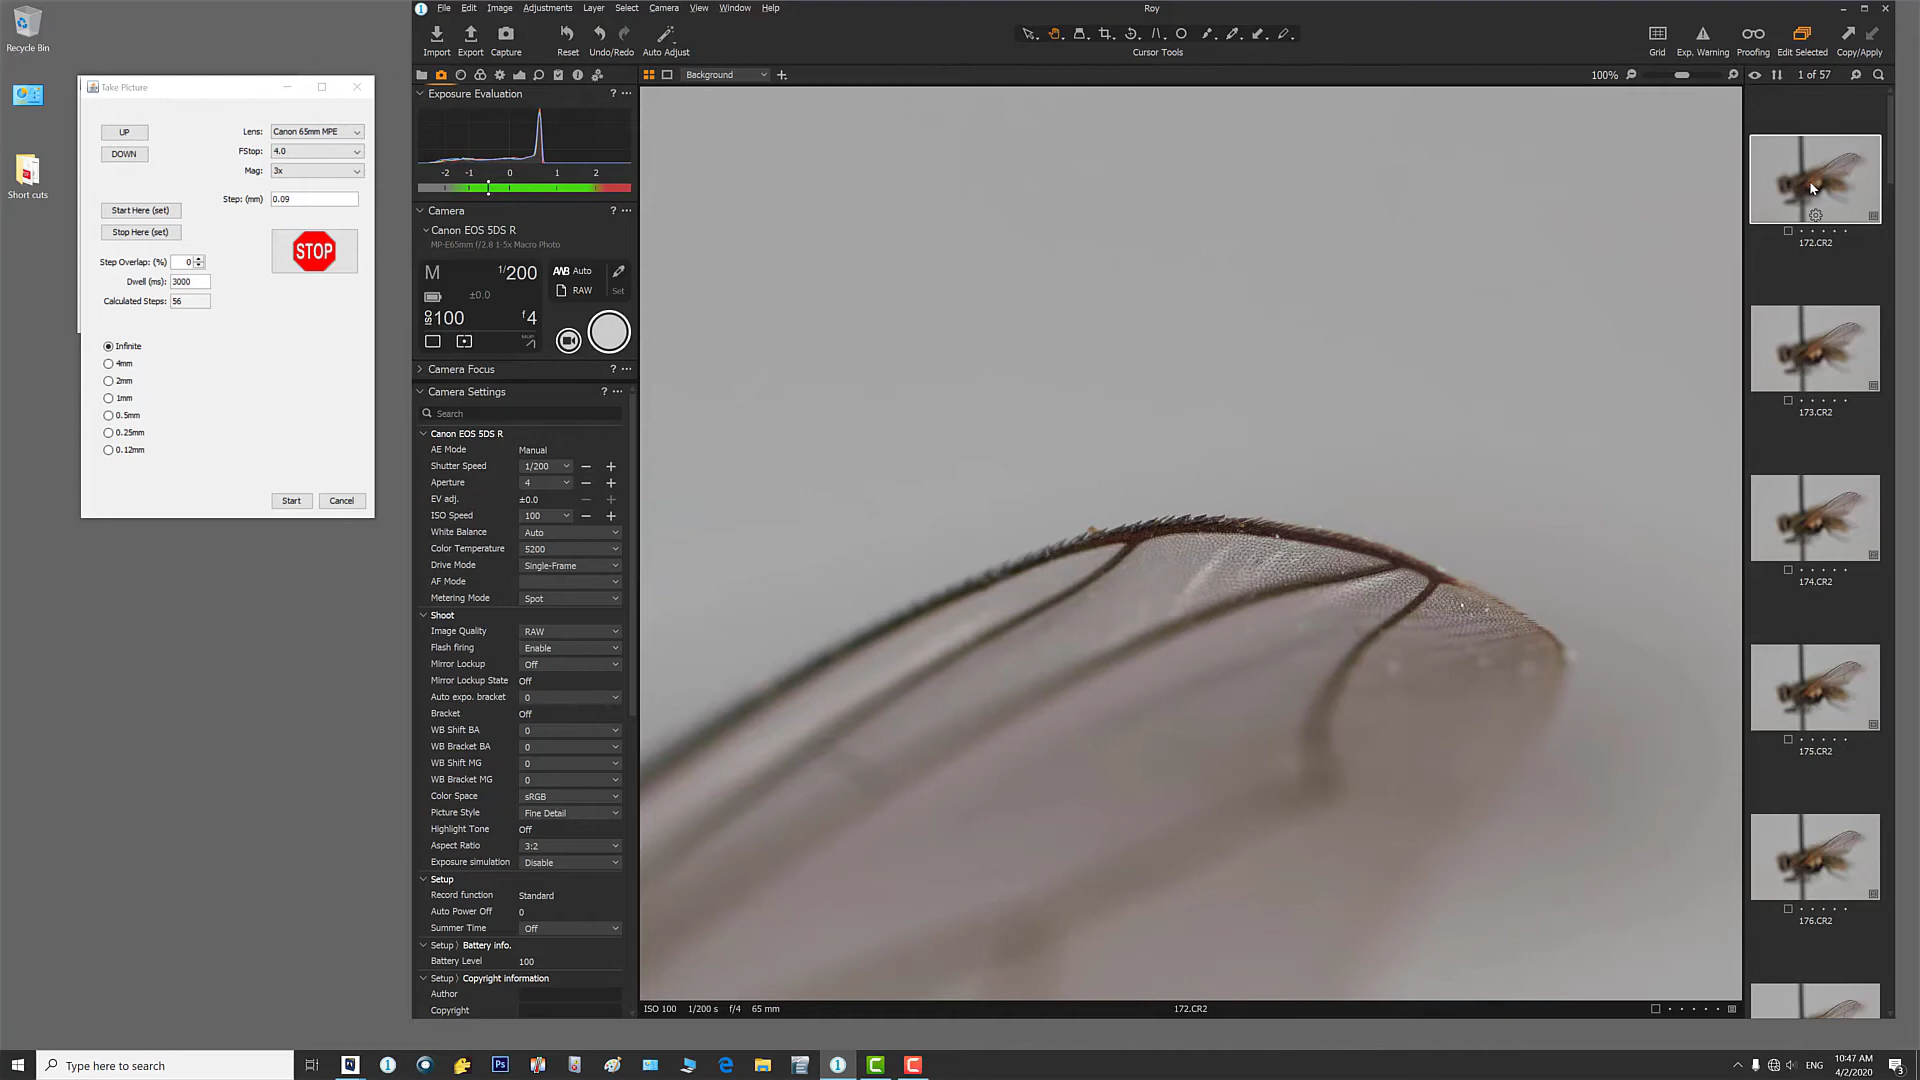 Recycle Bin
Short cuts
Take Picture
UP
DOWN
Lens: Canon 65mm MPE
FStop: 4.0
Mag: 3x
Step: (mm) 0.09
Start Here (set)
Stop Here (set)
STOP
Step Overlap: (%) 0
Dwell (ms): 3000
Calculated Steps: 56
Infinite
4mm
2mm
1mm
0.5mm
0.25mm
0.12mm
Start Cancel
File Edit Image Adjustments Layer Select Camera View Window Help
Roy
Import Export Capture Reset Undo/Redo Auto Adjust
Cursor Tools
Grid Exp. Warning Proofing Edit Selected Copy/Apply
Background
100%
1 of 57
Exposure Evaluation ? ...
-2 -1 0 1 2
Camera ? ...
Canon EOS 5DS R
MP-E65mm f/2.8 1-5x Macro Photo
M 1/200
AWB Auto
±0.0
RAW Set
ISO 100 f4
Camera Focus ? ...
Camera Settings ? ...
Search
Canon EOS 5DS R
AE Mode Manual
Shutter Speed 1/200
Aperture 4
EV adj. ±0.0
ISO Speed 100
White Balance Auto
Color Temperature 5200
Drive Mode Single-Frame
AF Mode
Metering Mode Spot
Shoot
Image Quality RAW
Flash firing Enable
Mirror Lockup Off
Mirror Lockup State Off
Auto expo. bracket 0
Bracket Off
WB Shift BA 0
WB Bracket BA 0
WB Shift MG 0
WB Bracket MG 0
Color Space sRGB
Picture Style Fine Detail
Highlight Tone Off
Aspect Ratio 3:2
Exposure simulation Disable
Setup
Record function Standard
Auto Power Off 0
Summer Time Off
Setup 〉 Battery info.
Battery Level 100
Setup 〉 Copyright information
Author
Copyright
ISO 100 1/200 s f/4 65 mm
172.CR2
172.CR2
173.CR2
174.CR2
175.CR2
176.CR2
Type here to search
Ps
ENG
10:47 AM
4/2/2020
3